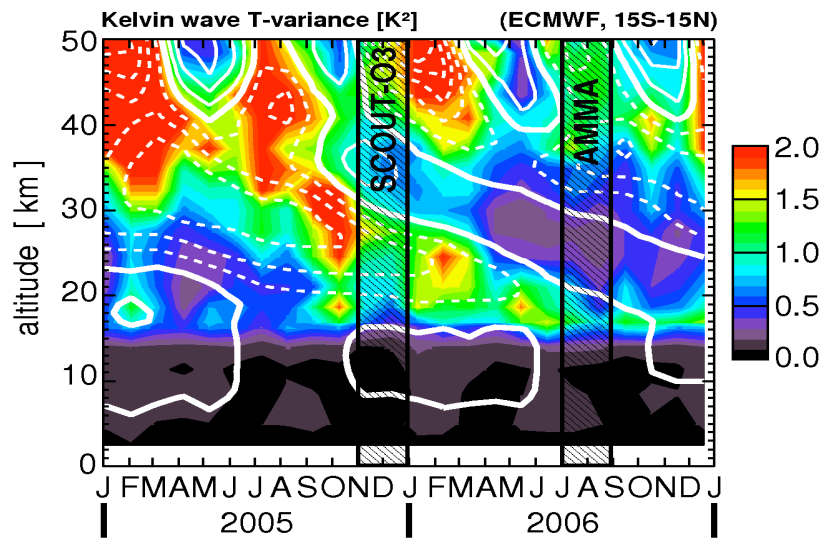 Kelvin wave T-variance [K²] (ECMWF, 15S-15N)
50
40
30
20
10
0
altitude [ km ]
SCOUT-O3
AMMA
2.0
1.5
1.0
0.5
0.0
J F M A M J J A S O N D J F M A M J J A S O N D J
2005 2006